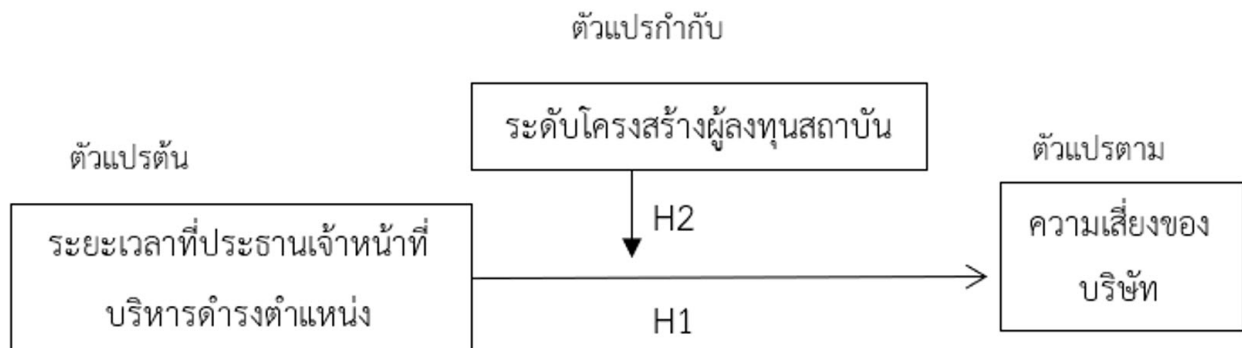 ตัวแปรกำกับ
ระดับโครงสร้างผู้ลงทุนสถาบัน
ตัวแปรต้น
ตัวแปรตาม
ระยะเวลาที่ประธานเจ้าหน้าที่
บริหารดำรงตำแหน่ง
H2
H1
ความเสี่ยงของ
บริษัท